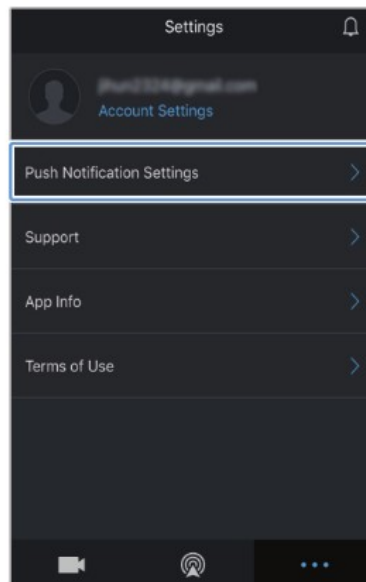 Settings
Account Settings
Push Notification Settings
Support
App Info
Terms of Use